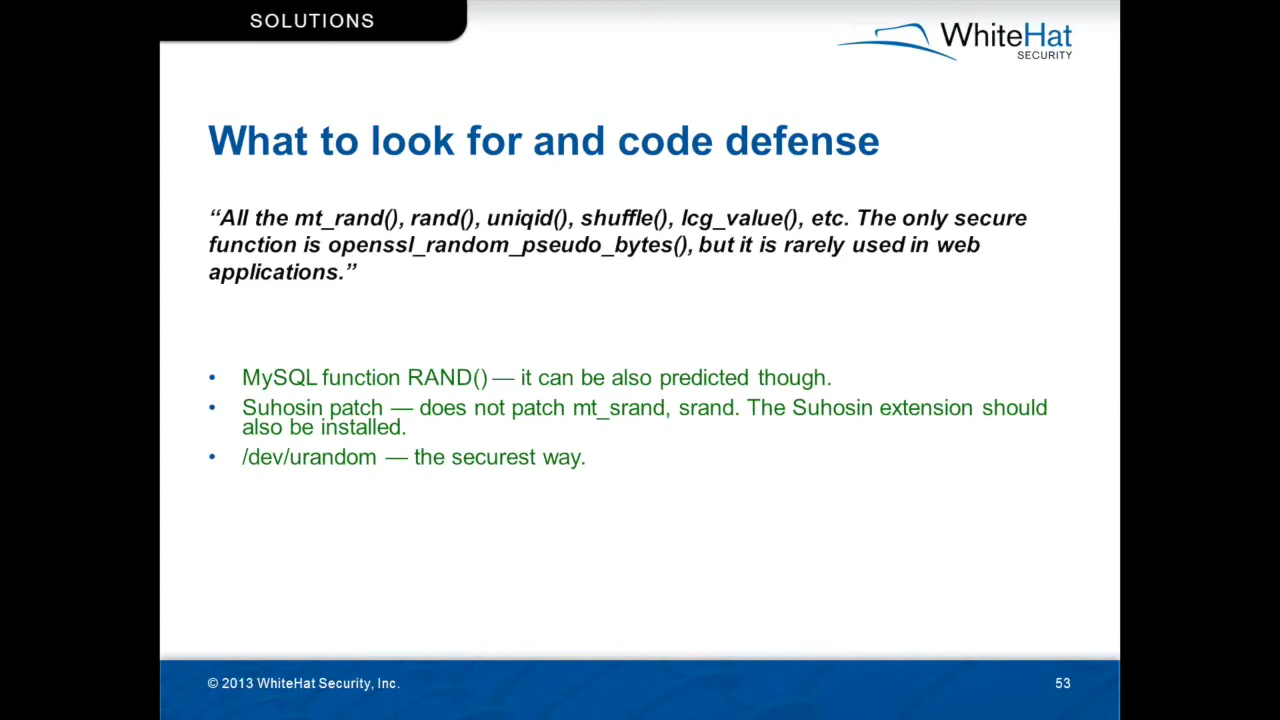 SOLUTIONS
WhiteHat
SECURITY
What to look for and code defense
“All the mt_rand(), rand(), uniqid(), shuffle(), lcg_value(), etc. The only secure
function is openssl_random_pseudo_bytes(), but it is rarely used in web
applications.”
• MySQL function RAND() — it can be also predicted though.
• Suhosin patch — does not patch mt_srand, srand. The Suhosin extension should
also be installed.
• /dev/urandom — the securest way.
© 2013 WhiteHat Security, Inc.
53